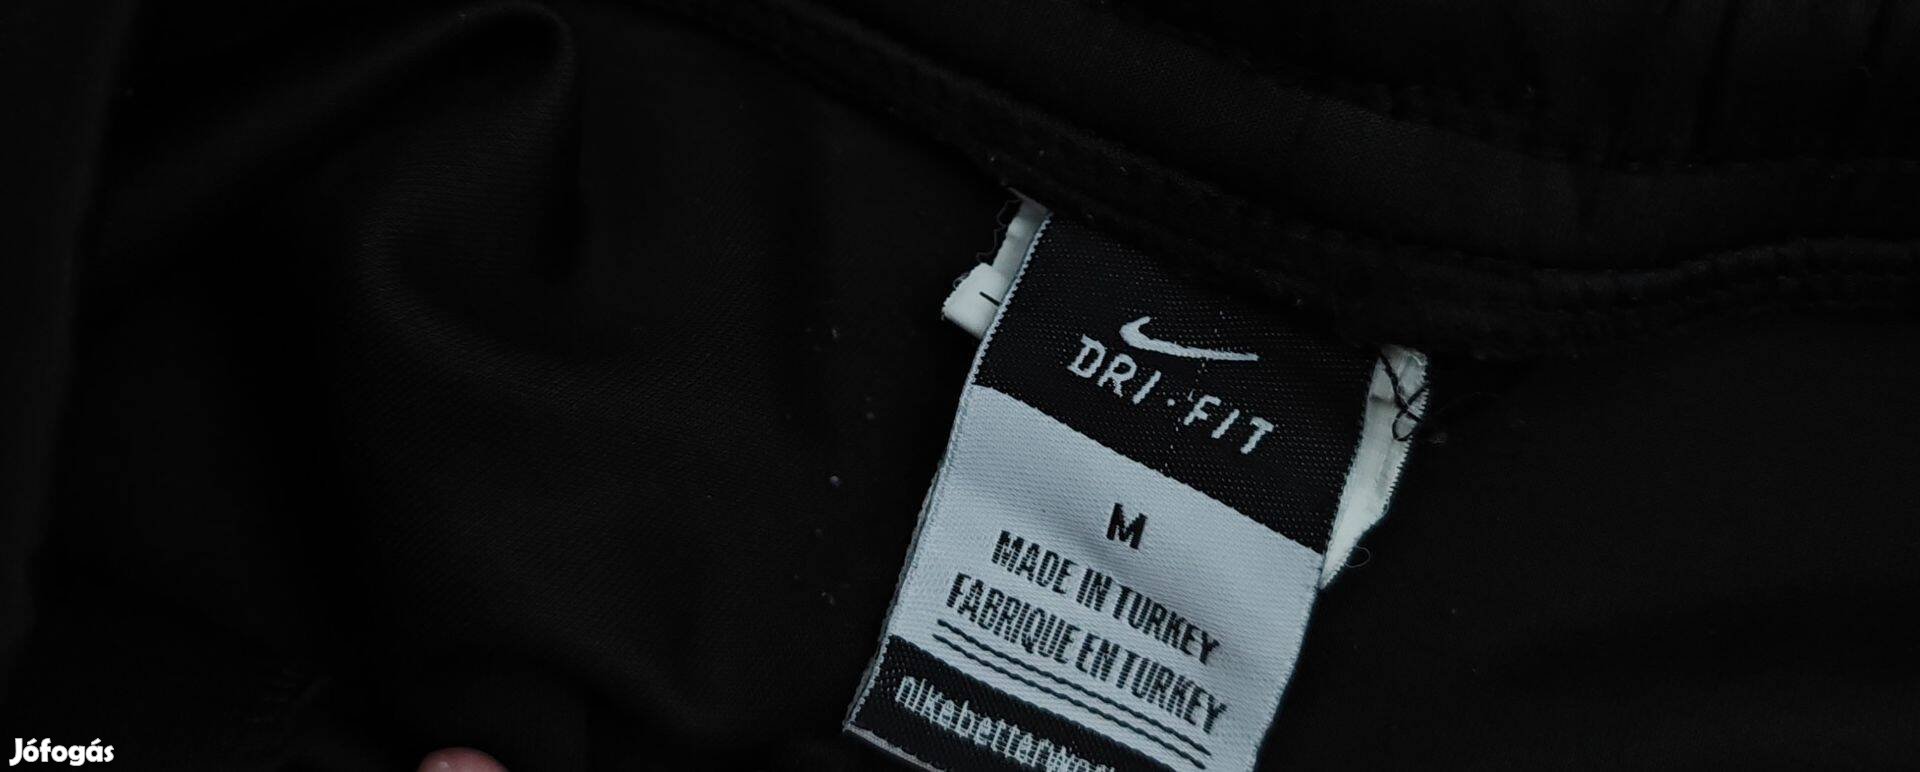 DRI·FIT
M
MADE IN TURKEY
FABRIQUE EN TURKEY
Jófogás